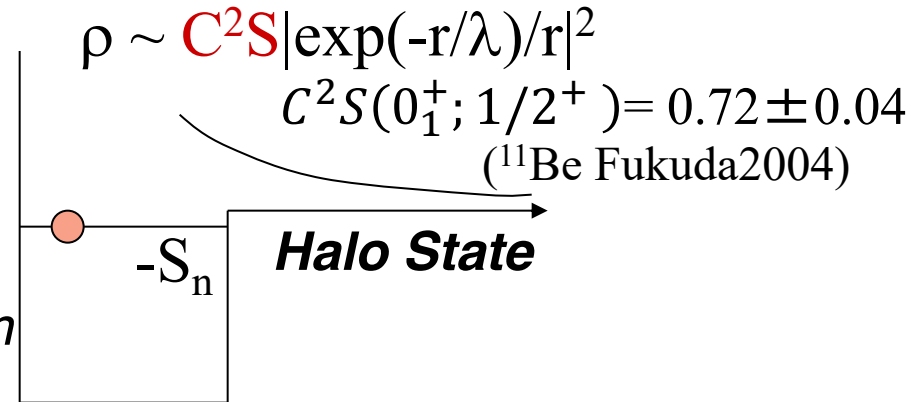 ρ ~ C²S|exp(-r/λ)/r|²
C²S(0₁⁺; 1/2⁺)= 0.72±0.04
(¹¹Be Fukuda2004)
-Sₙ
Halo State
n